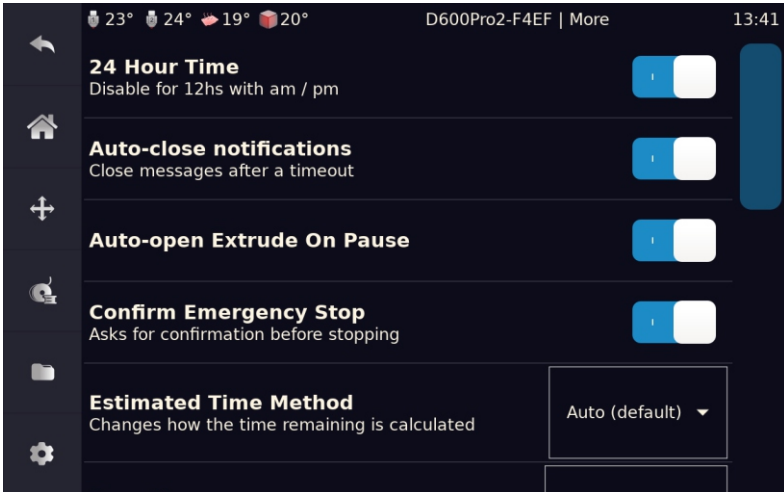 23° 24° 19° 20° D600Pro2-F4EF | More 13:41
24 Hour Time
Disable for 12hs with am / pm
Auto-close notifications
Close messages after a timeout
Auto-open Extrude On Pause
Confirm Emergency Stop
Asks for confirmation before stopping
Estimated Time Method
Changes how the time remaining is calculated
Auto (default)